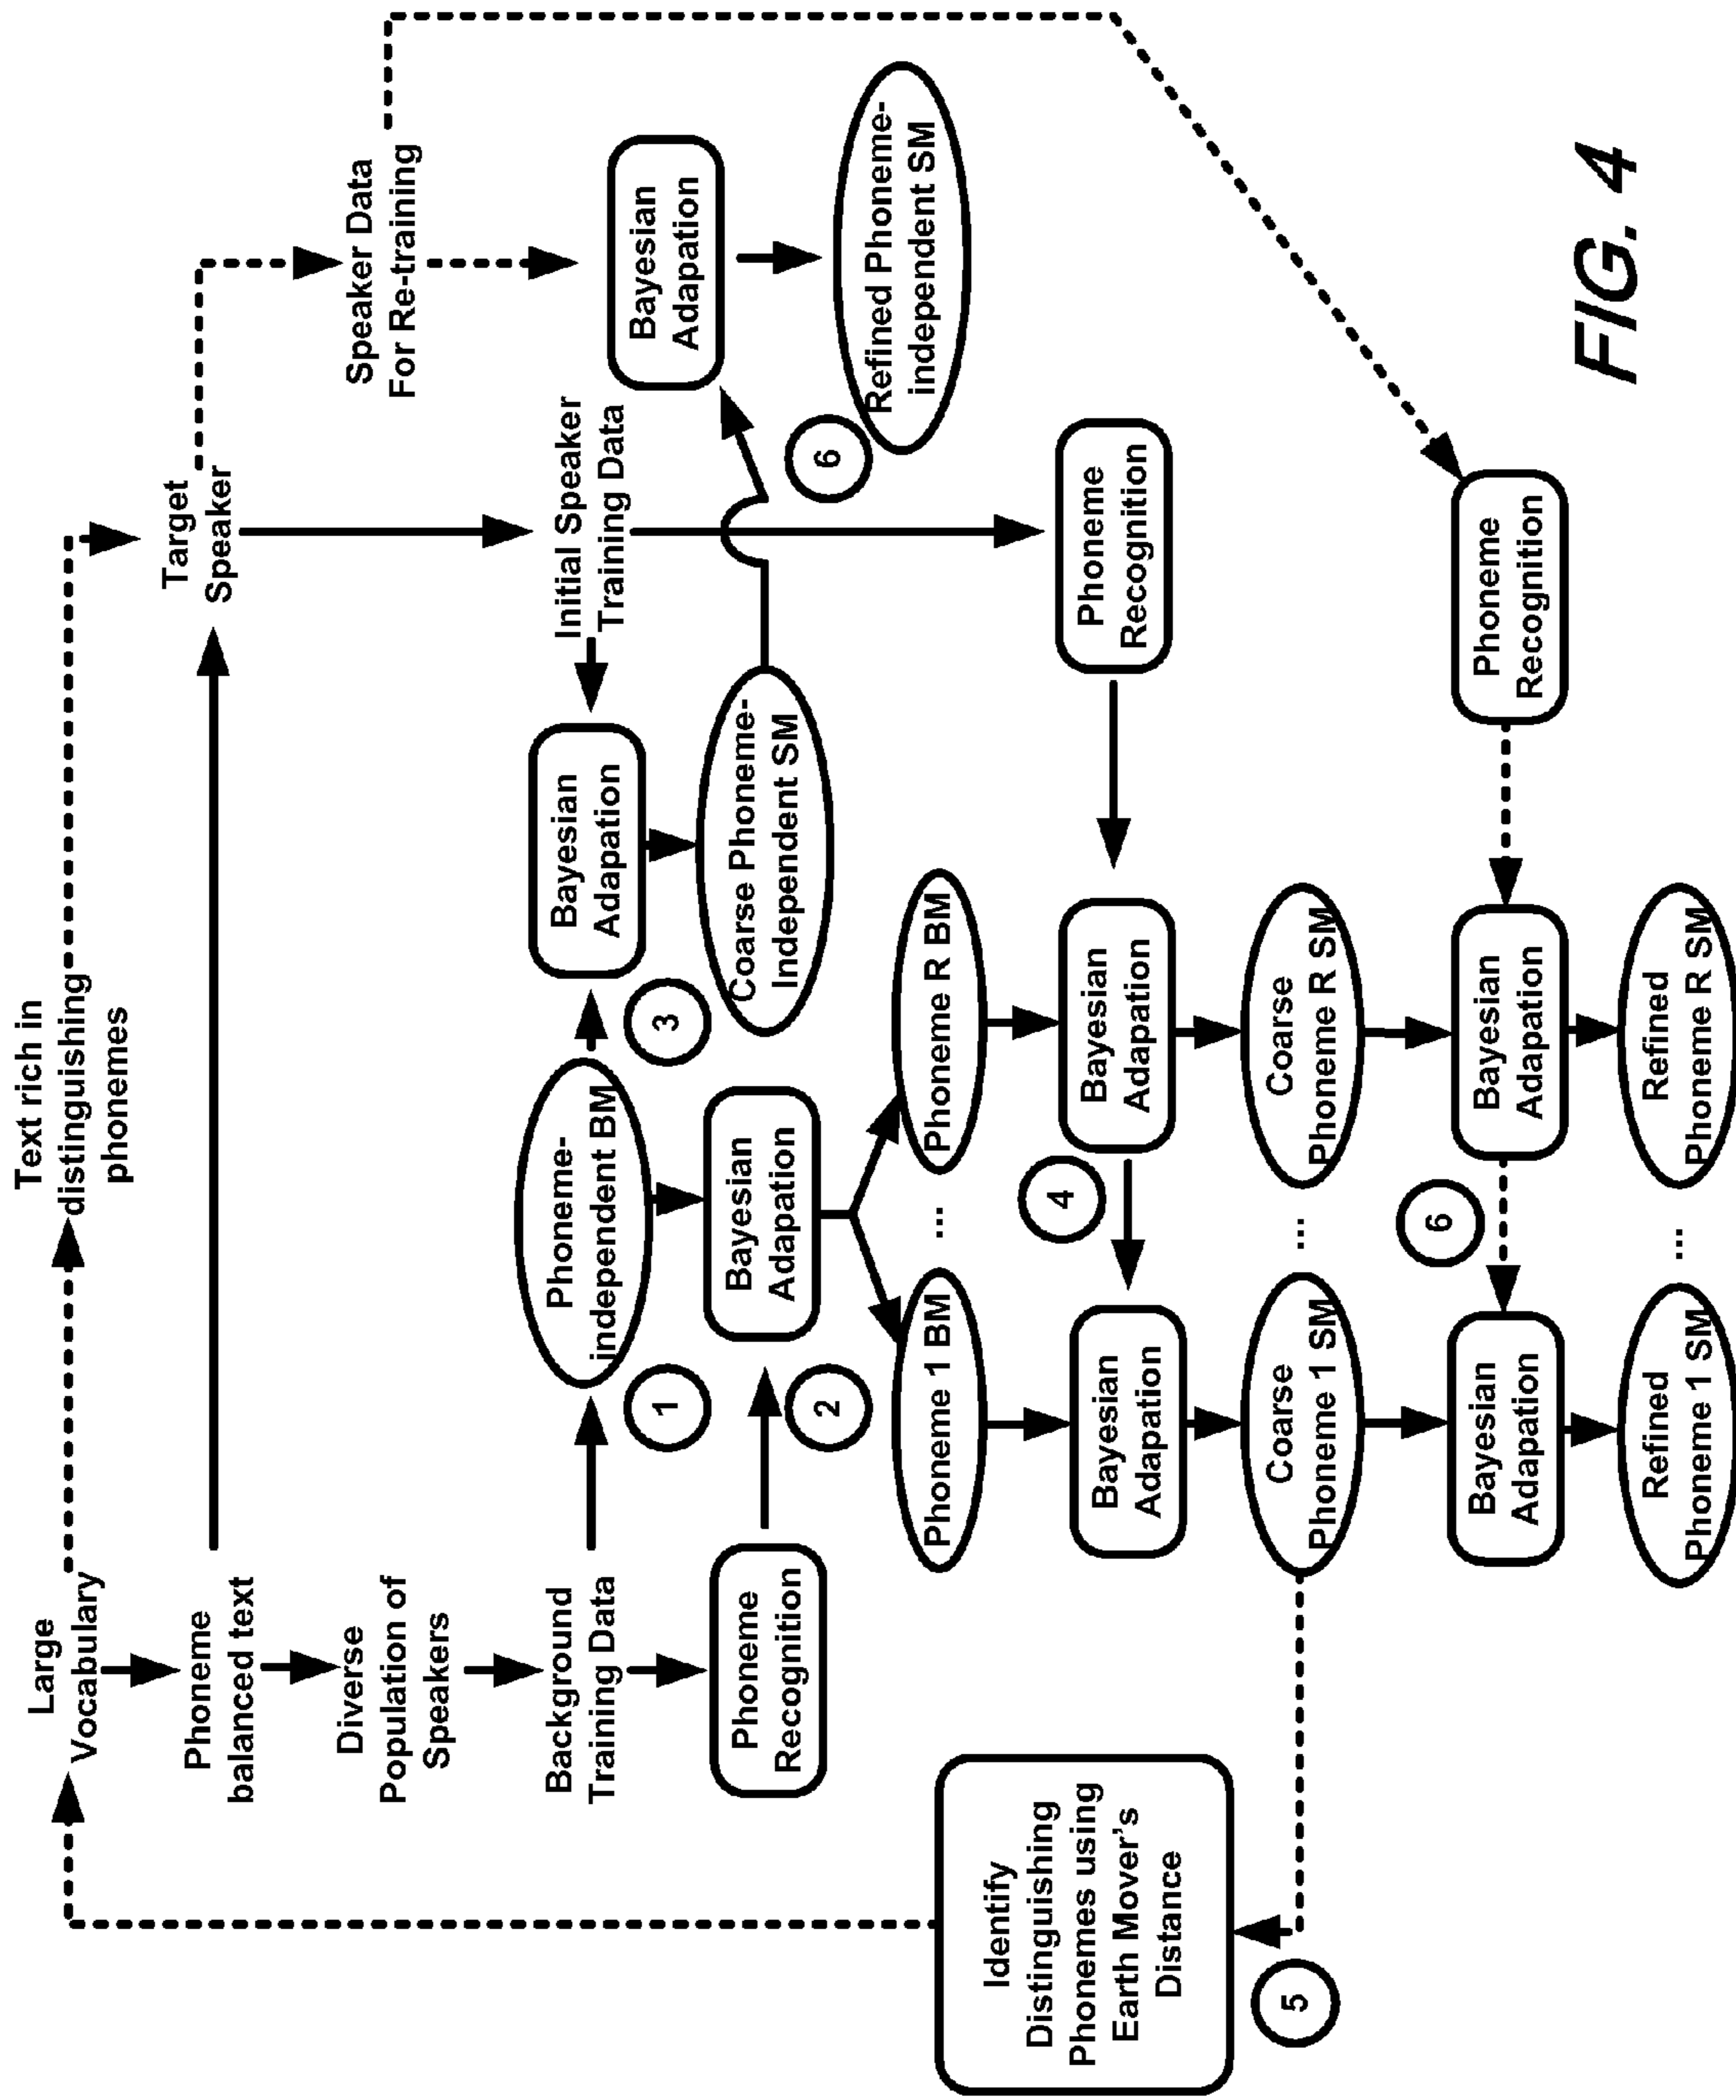 Large
Vocabulary
Text rich in
distinguishing
phonemes
Phoneme
balanced text
Target
Speaker
Diverse
Population of
Speakers
Speaker Data
For Re-training
Background
Training Data
Phoneme-
independent BM
Bayesian
Adapation
Initial Speaker
Training Data
Bayesian
Adapation
1
3
Phoneme
Recognition
Bayesian
Adapation
Coarse Phoneme-
Independent SM
2
6
Refined Phoneme-
independent SM
Phoneme 1 BM
...
Phoneme R BM
Identify
Distinguishing
Phonemes using
Earth Mover's
Distance
Bayesian
Adapation
4
Bayesian
Adapation
Phoneme
Recognition
5
Coarse
Phoneme 1 SM
...
Coarse
Phoneme R SM
Bayesian
Adapation
6
Bayesian
Adapation
Phoneme
Recognition
Refined
Phoneme 1 SM
...
Refined
Phoneme R SM
FIG. 4